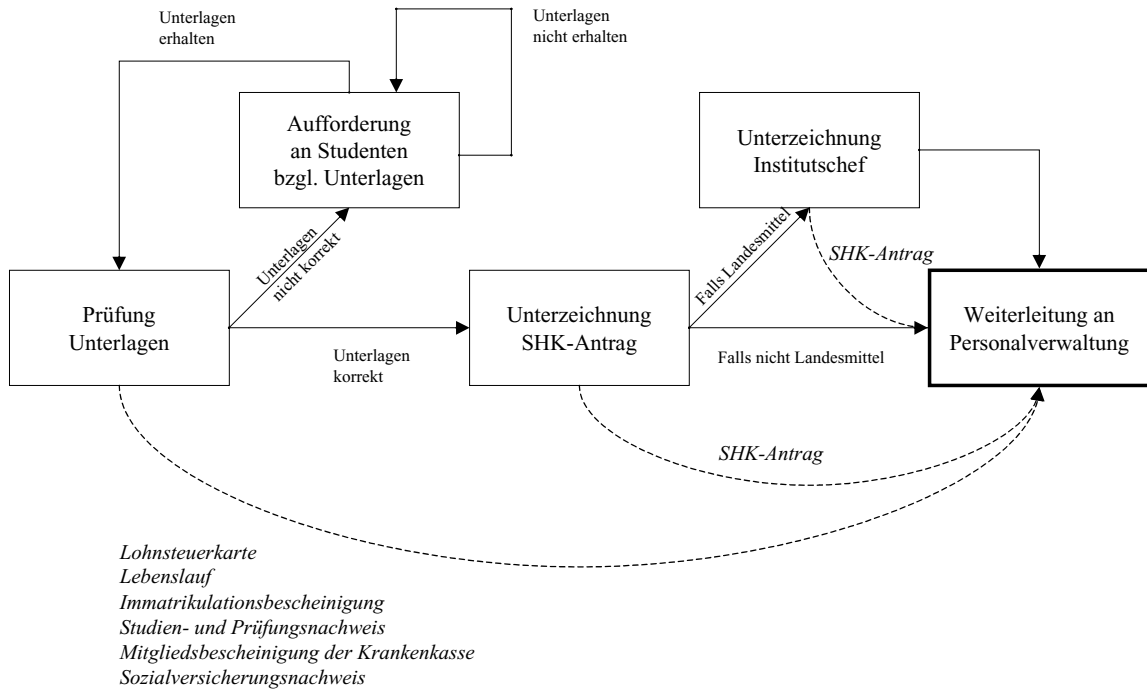 Unterlagen
erhalten
Unterlagen
nicht erhalten
Aufforderung
an Studenten
bzgl. Unterlagen
Unterzeichnung
Institutschef
Unterlagen
nicht korrekt
Falls Landesmittel
SHK-Antrag
Prüfung
Unterlagen
Unterzeichnung
SHK-Antrag
Weiterleitung an
Personalverwaltung
Unterlagen
korrekt
Falls nicht Landesmittel
SHK-Antrag
Lohnsteuerkarte
Lebenslauf
Immatrikulationsbescheinigung
Studien- und Prüfungsnachweis
Mitgliedsbescheinigung der Krankenkasse
Sozialversicherungsnachweis